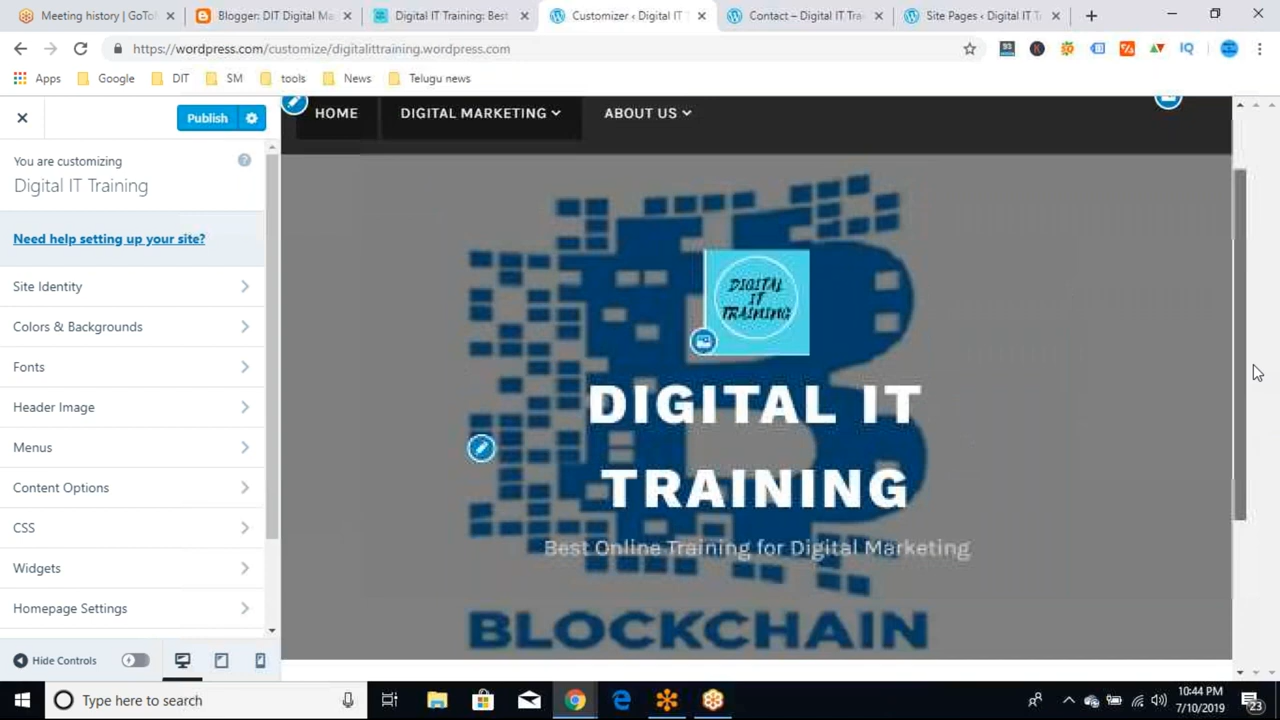 Meeting history | GoTo
Blogger: DIT Digital Ma
Digital IT Training: Best
Customizer ‹ Digital IT
Contact – Digital IT Tra
Site Pages ‹ Digital IT T
https://wordpress.com/customize/digitalittraining.wordpress.com
93
K
IQ
Apps
Google
DIT
SM
tools
News
Telugu news
Publish
HOME
DIGITAL MARKETING
ABOUT US
You are customizing
Digital IT Training
Need help setting up your site?
Site Identity
Colors & Backgrounds
Fonts
Header Image
Menus
Content Options
CSS
Widgets
Homepage Settings
Hide Controls
DIGITAL
IT
TRAINING
DIGITAL IT
TRAINING
Best Online Training for Digital Marketing
BLOCKCHAIN
Type here to search
10:44 PM
7/10/2019
23